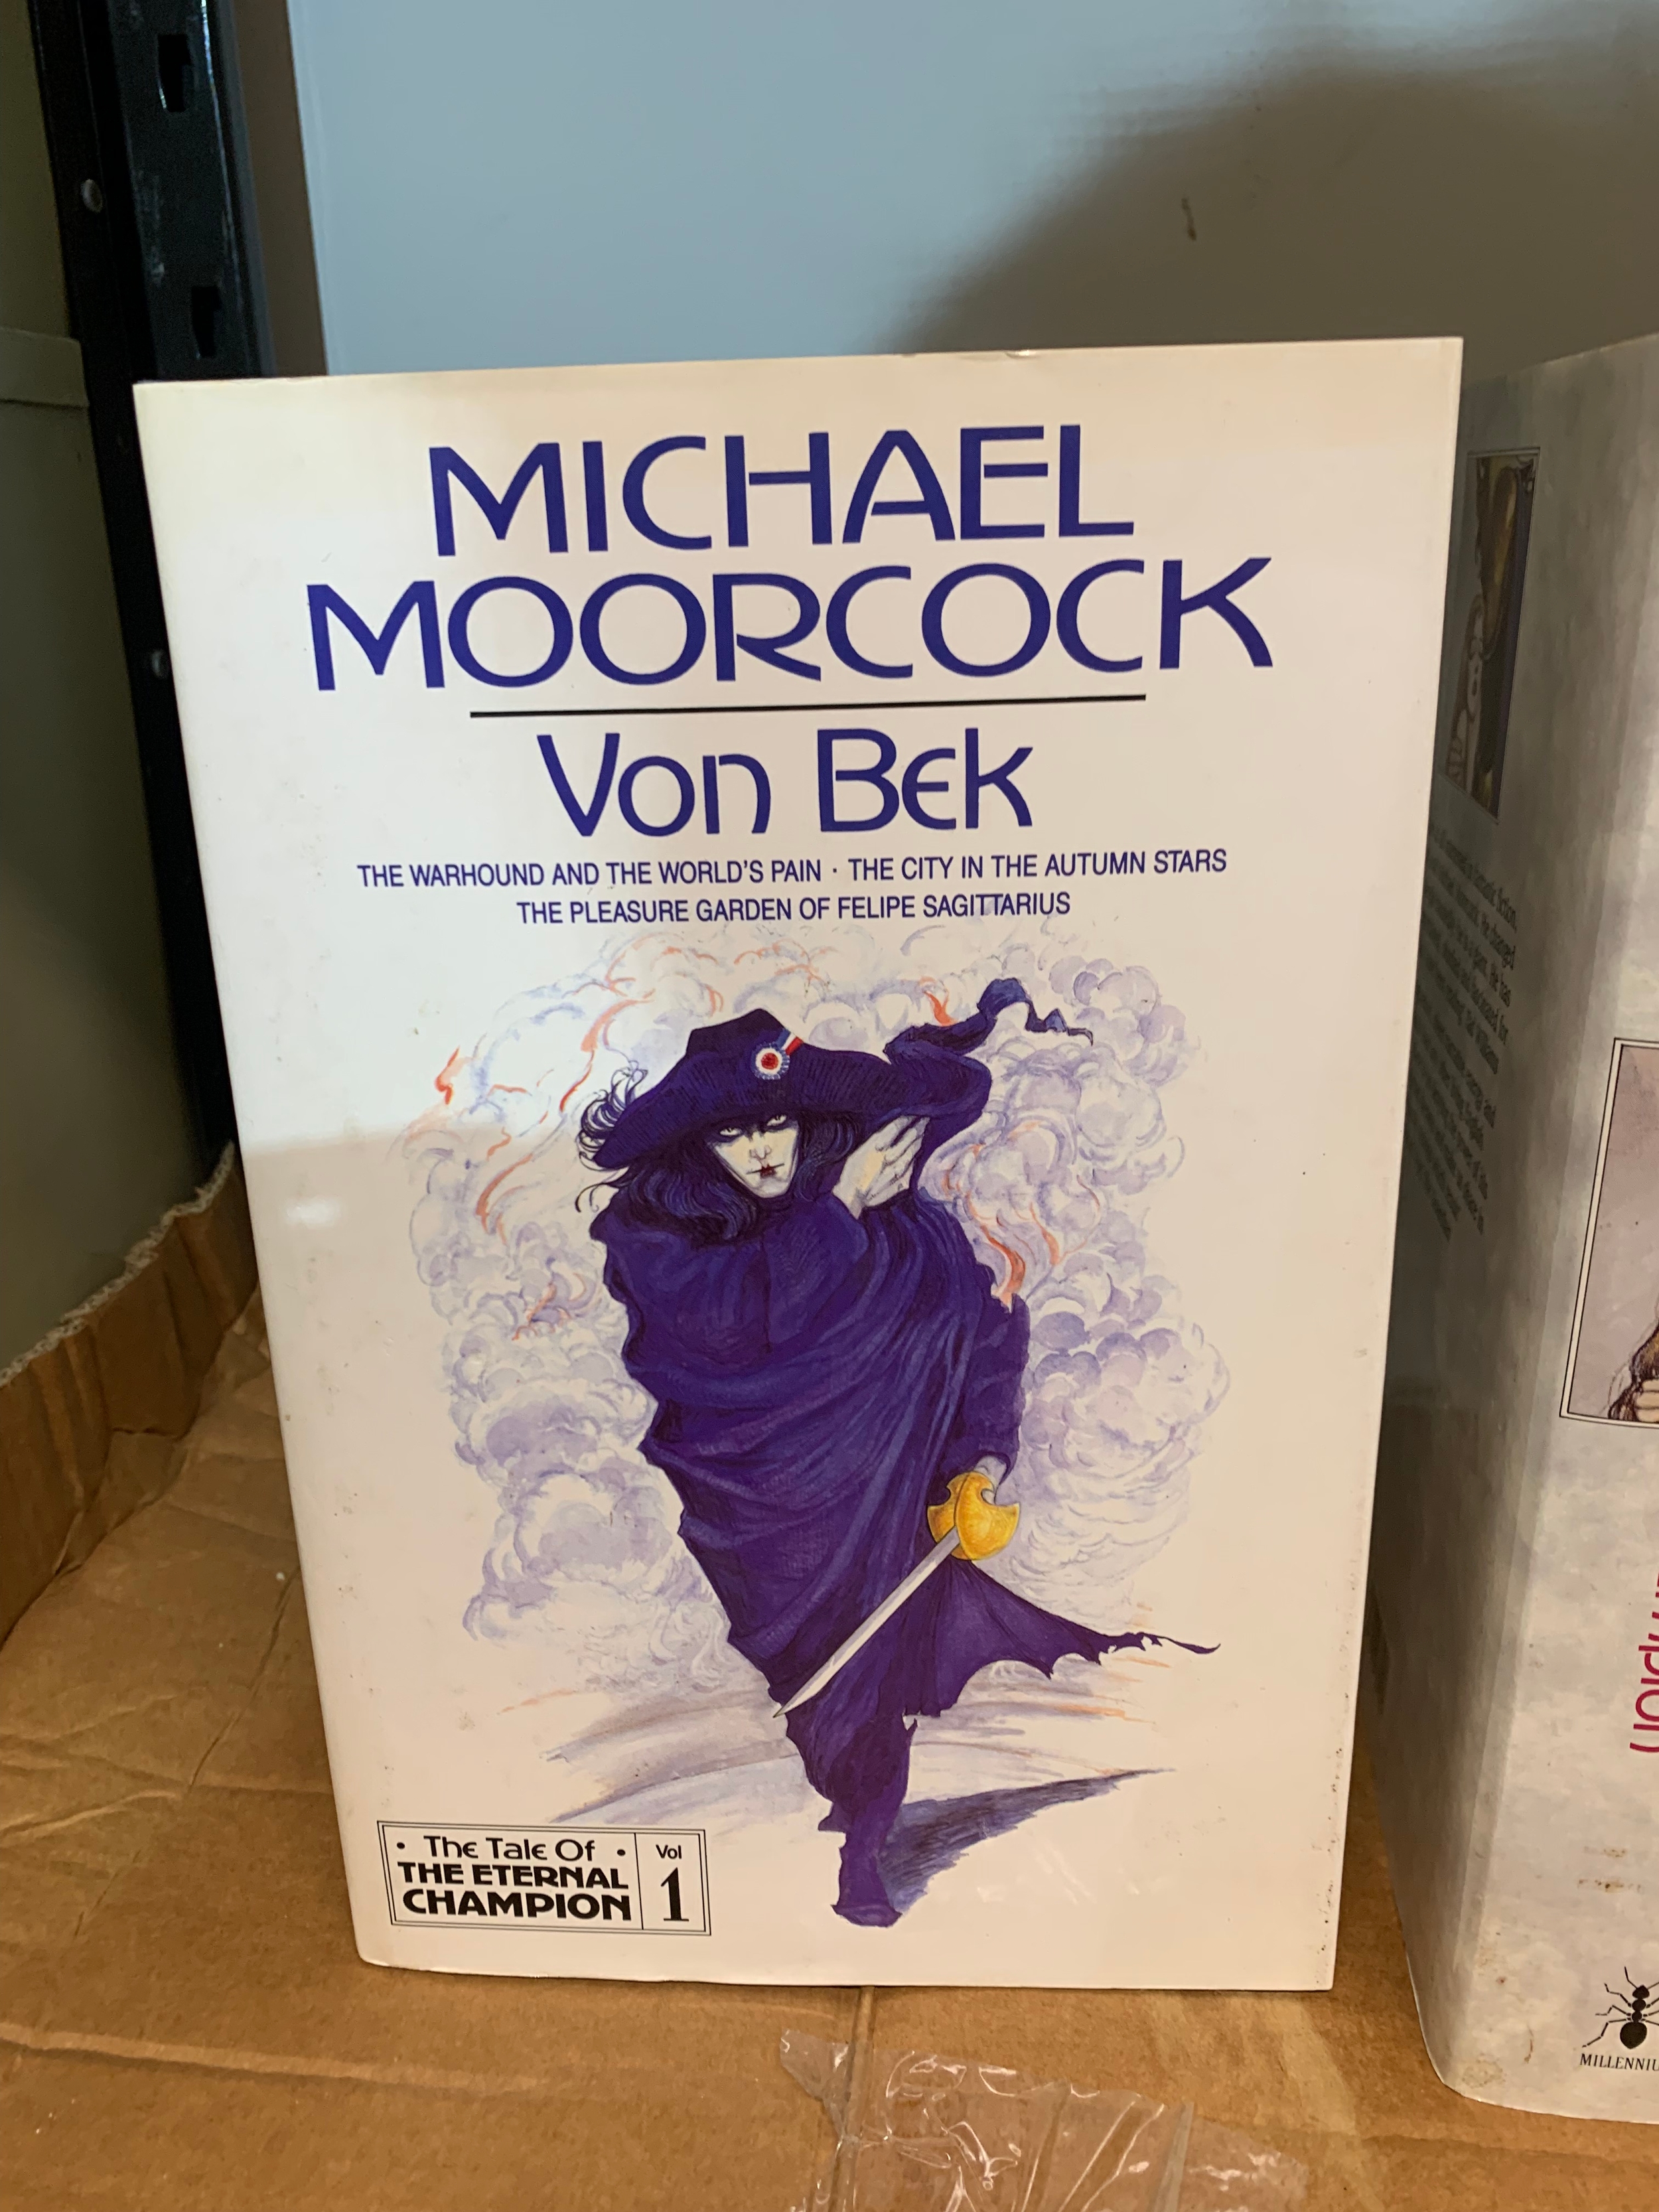 MICHAEL
MOORCOCK
Von Bek
THE WARHOUND AND THE WORLD'S PAIN · THE CITY IN THE AUTUMN STARS
THE PLEASURE GARDEN OF FELIPE SAGITTARIUS
• The Tale Of •
THE ETERNAL
CHAMPION
Vol
1
MILLENNIU